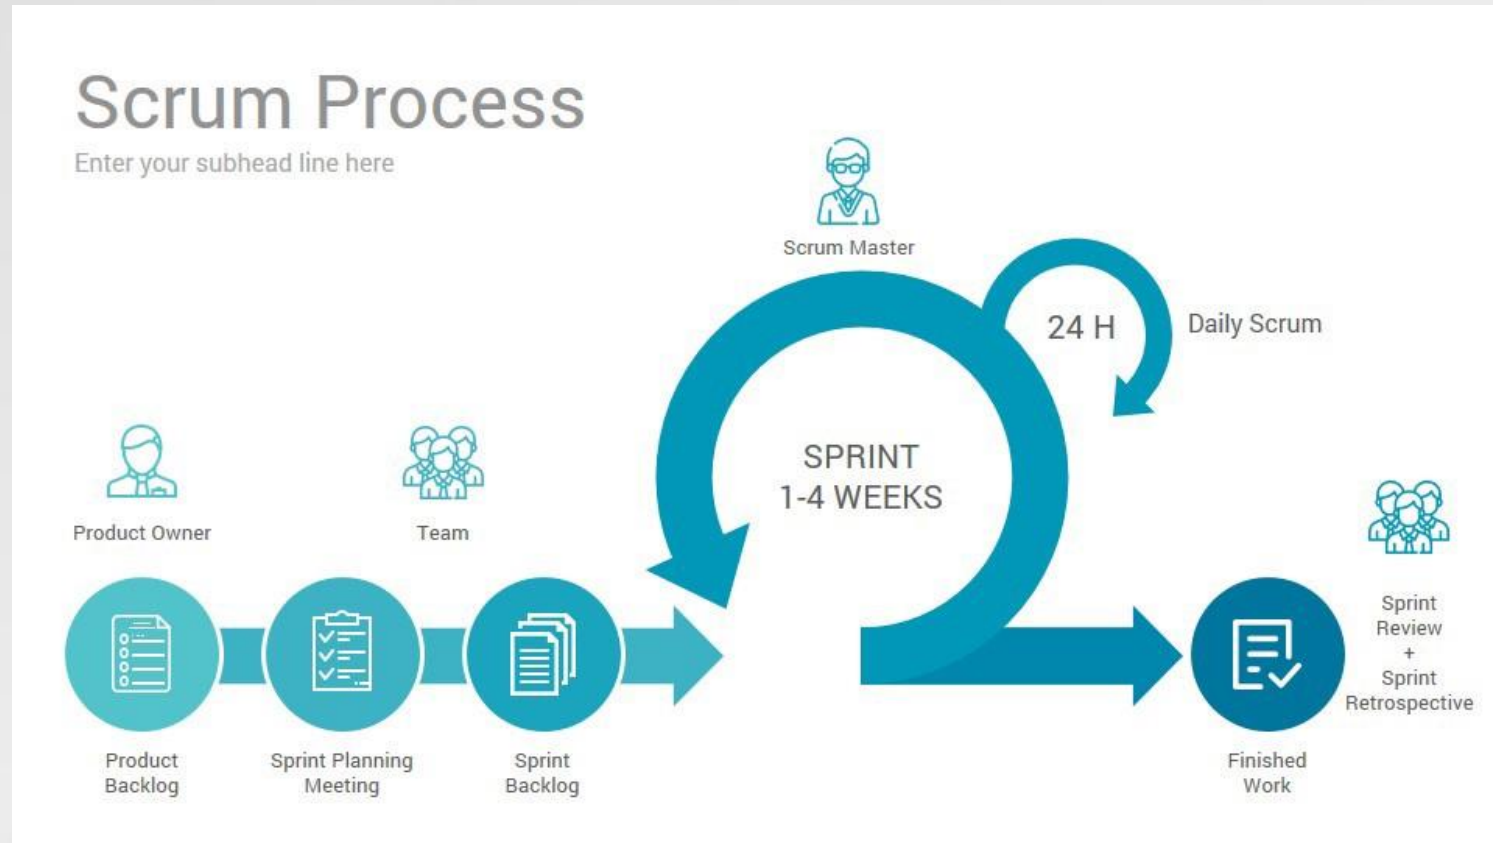 Scrum Process
Enter your subhead line here
Scrum Master
24 H
Daily Scrum
SPRINT
1-4 WEEKS
Product Owner
Team
Sprint
Review
+
Sprint
Retrospective
Product
Backlog
Sprint Planning
Meeting
Sprint
Backlog
Finished
Work